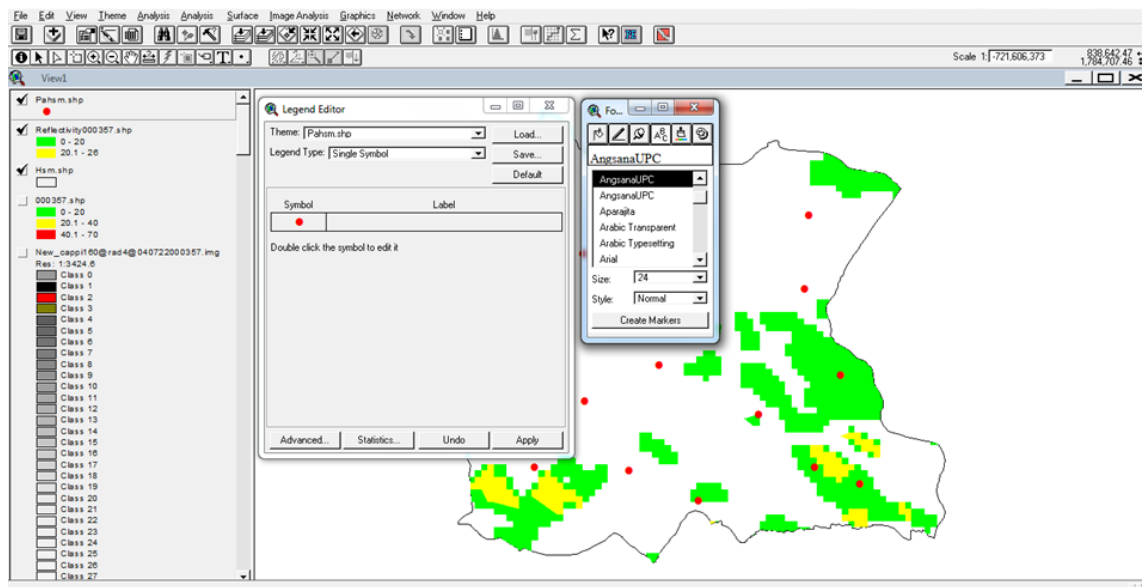 File Edit View Theme Analysis Analysis Surface Image Analysis Graphics Network Window Help
Scale 1: -721,606,373
838,642.47
1,784,707.46
View1
Pahsm.shp
Reflectivity000357.shp
0 - 20
20.1 - 26
Hsm.shp
000357.shp
0 - 20
20.1 - 40
40.1 - 70
New_cappi160@rad4@040722000357.img
Res: 1:3424.6
Class 0
Class 1
Class 2
Class 3
Class 4
Class 5
Class 6
Class 7
Class 8
Class 9
Class 10
Class 11
Class 12
Class 13
Class 14
Class 15
Class 16
Class 17
Class 18
Class 19
Class 20
Class 21
Class 22
Class 23
Class 24
Class 25
Class 26
Class 27
Legend Editor
Theme: Pahsm.shp
Load...
Legend Type: Single Symbol
Save...
Default
Symbol Label
Double click the symbol to edit it
Advanced... Statistics... Undo Apply
Fo...
AngsanaUPC
AngsanaUPC
AngsanaUPC
Aparajita
Arabic Transparent
Arabic Typesetting
Arial
Size: 24
Style: Normal
Create Markers